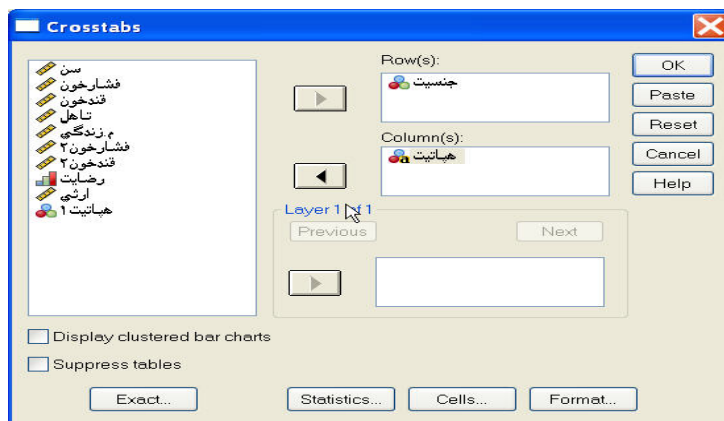 Crosstabs
سن
فشارخون
قندخون
تاهل
م.زندگی
فشارخون۲
قندخون۲
رضایت
ارثی
هپاتیت۱
Row(s):
جنسیت
Column(s):
هپاتیت
Layer 1 of 1
Previous
Next
OK
Paste
Reset
Cancel
Help
Display clustered bar charts
Suppress tables
Exact...
Statistics...
Cells...
Format...